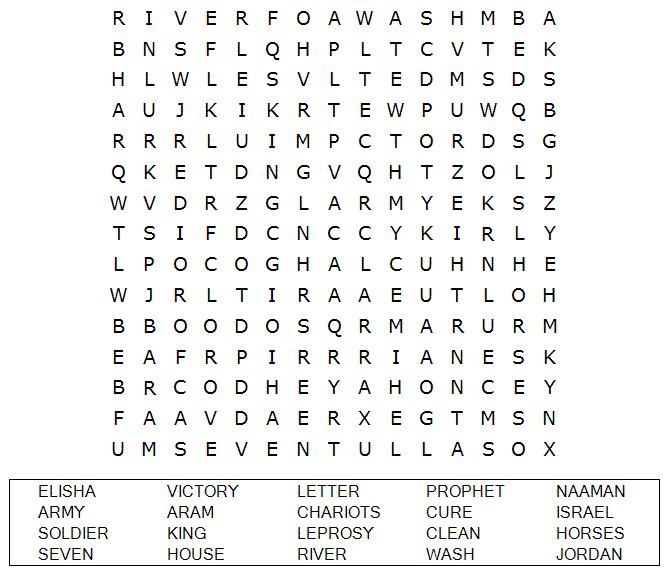 R I V E R F O A W A S H M B A
B N S F L Q H P L T C V T E K
H L W L E S V L T E D M S D S
A U J K I K R T E W P U W Q B
R R R L U I M P C T O R D S G
Q K E T D N G V Q H T Z O L J
W V D R Z G L A R M Y E K S Z
T S I F D C N C C Y K I R L Y
L P O C O G H A L C U H N H E
W J R L T I R A A E U T L O H
B B O O D O S Q R M A R U R M
E A F R P I R R R I A N E S K
B R C O D H E Y A H O N C E Y
F A A V D A E R X E G T M S N
U M S E V E N T U L L A S O X
ELISHA VICTORY LETTER PROPHET NAAMAN
ARMY ARAM CHARIOTS CURE ISRAEL
SOLDIER KING LEPROSY CLEAN HORSES
SEVEN HOUSE RIVER WASH JORDAN